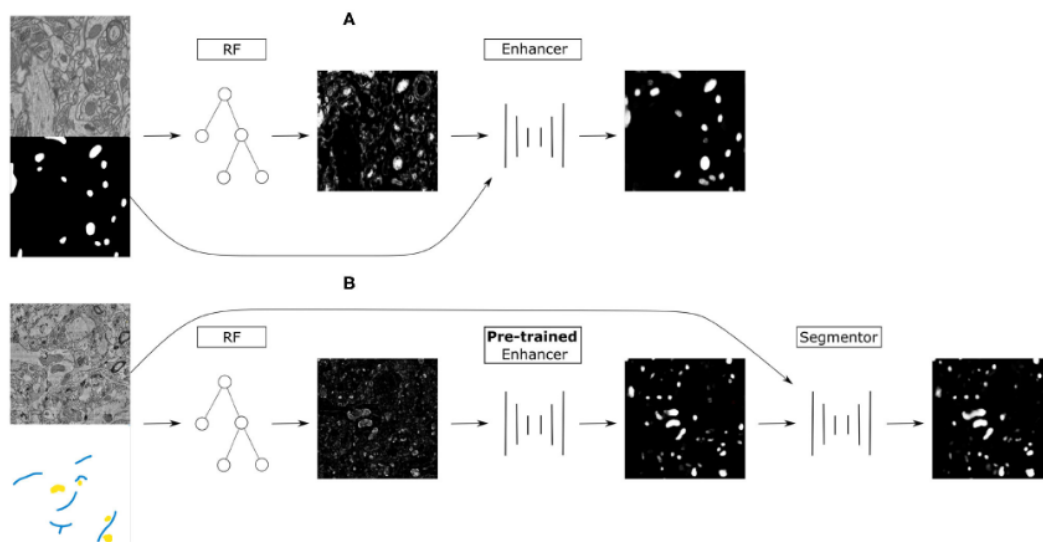 A
RF
Enhancer
B
RF
Pre-trained
Enhancer
Segmentor